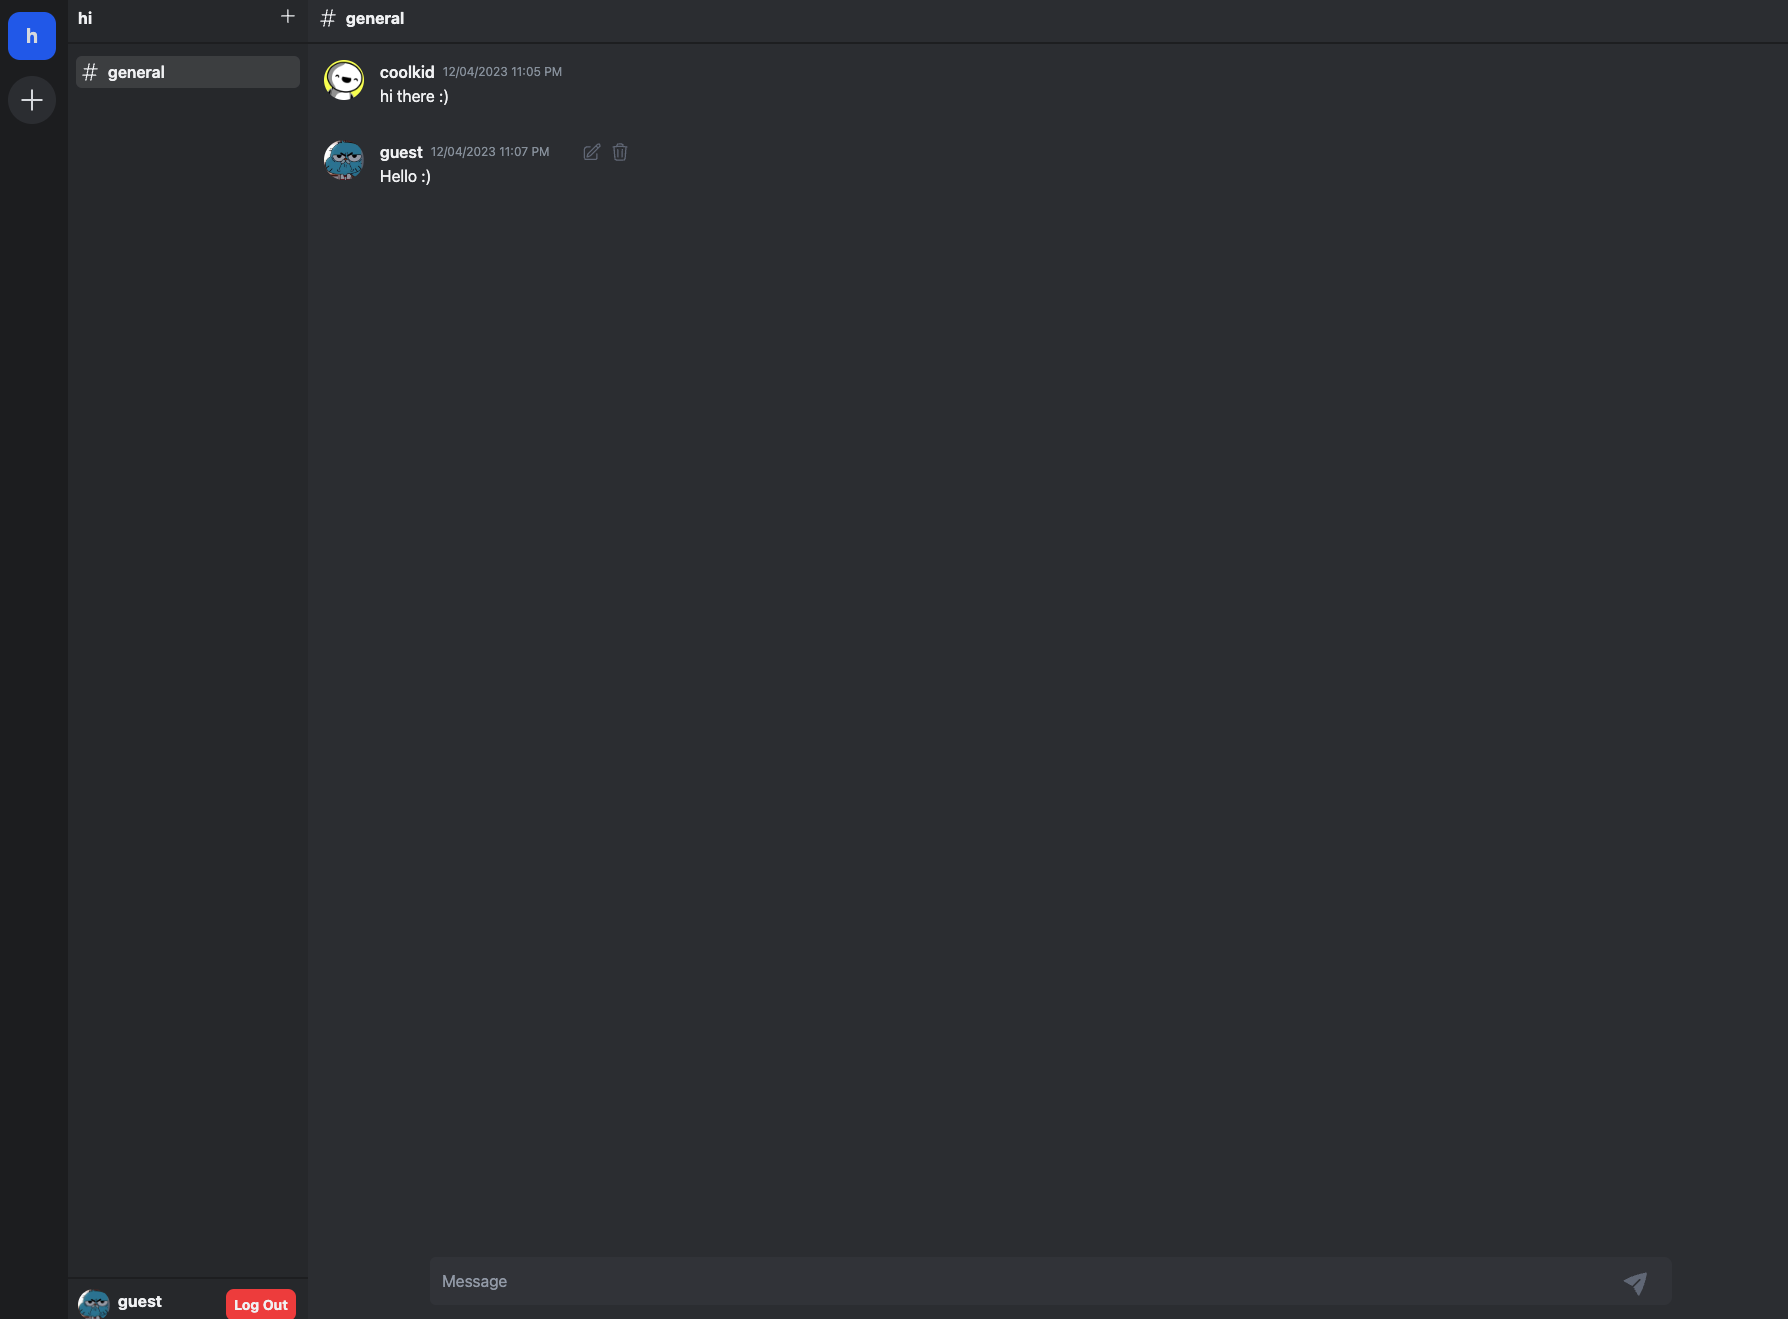 h
hi
# general
# general
coolkid 12/04/2023 11:05 PM
hi there :)
guest 12/04/2023 11:07 PM
Hello :)
Message
guest
Log Out